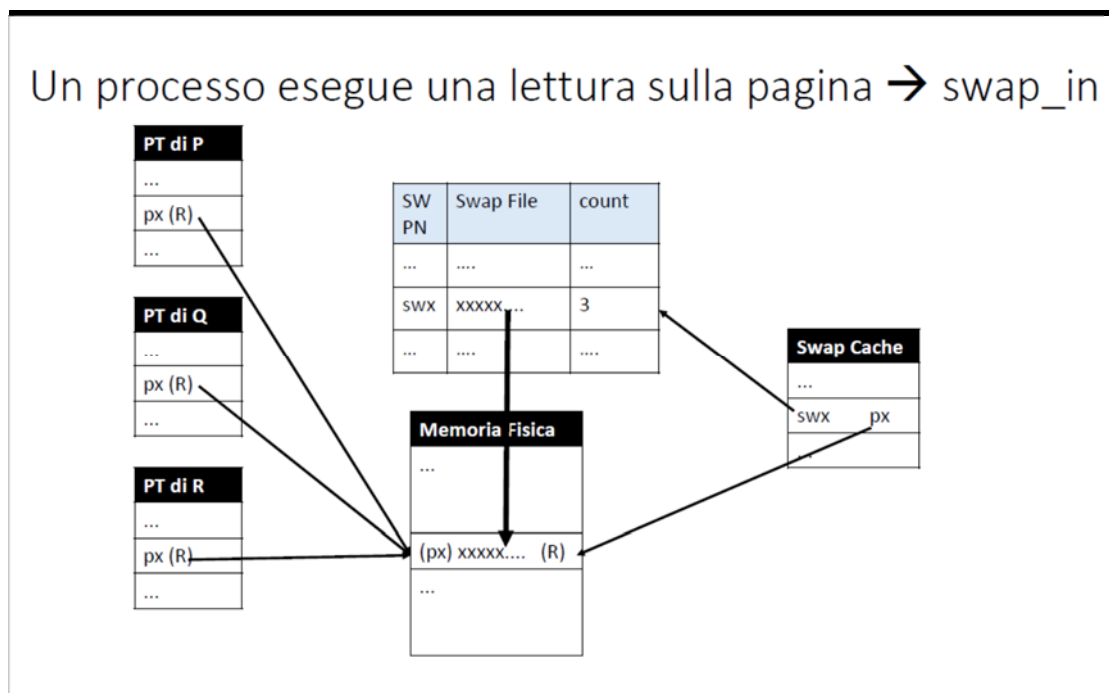 Un processo esegue una lettura sulla pagina → swap_in
PT di P
...
px (R)
...
PT di Q
...
px (R)
...
PT di R
...
px (R)
...
SW PN Swap File count
... .... ...
swx xxxxx.... 3
... .... ....
Memoria Fisica
...
(px) xxxxx.... (R)
...
Swap Cache
...
swx px
...